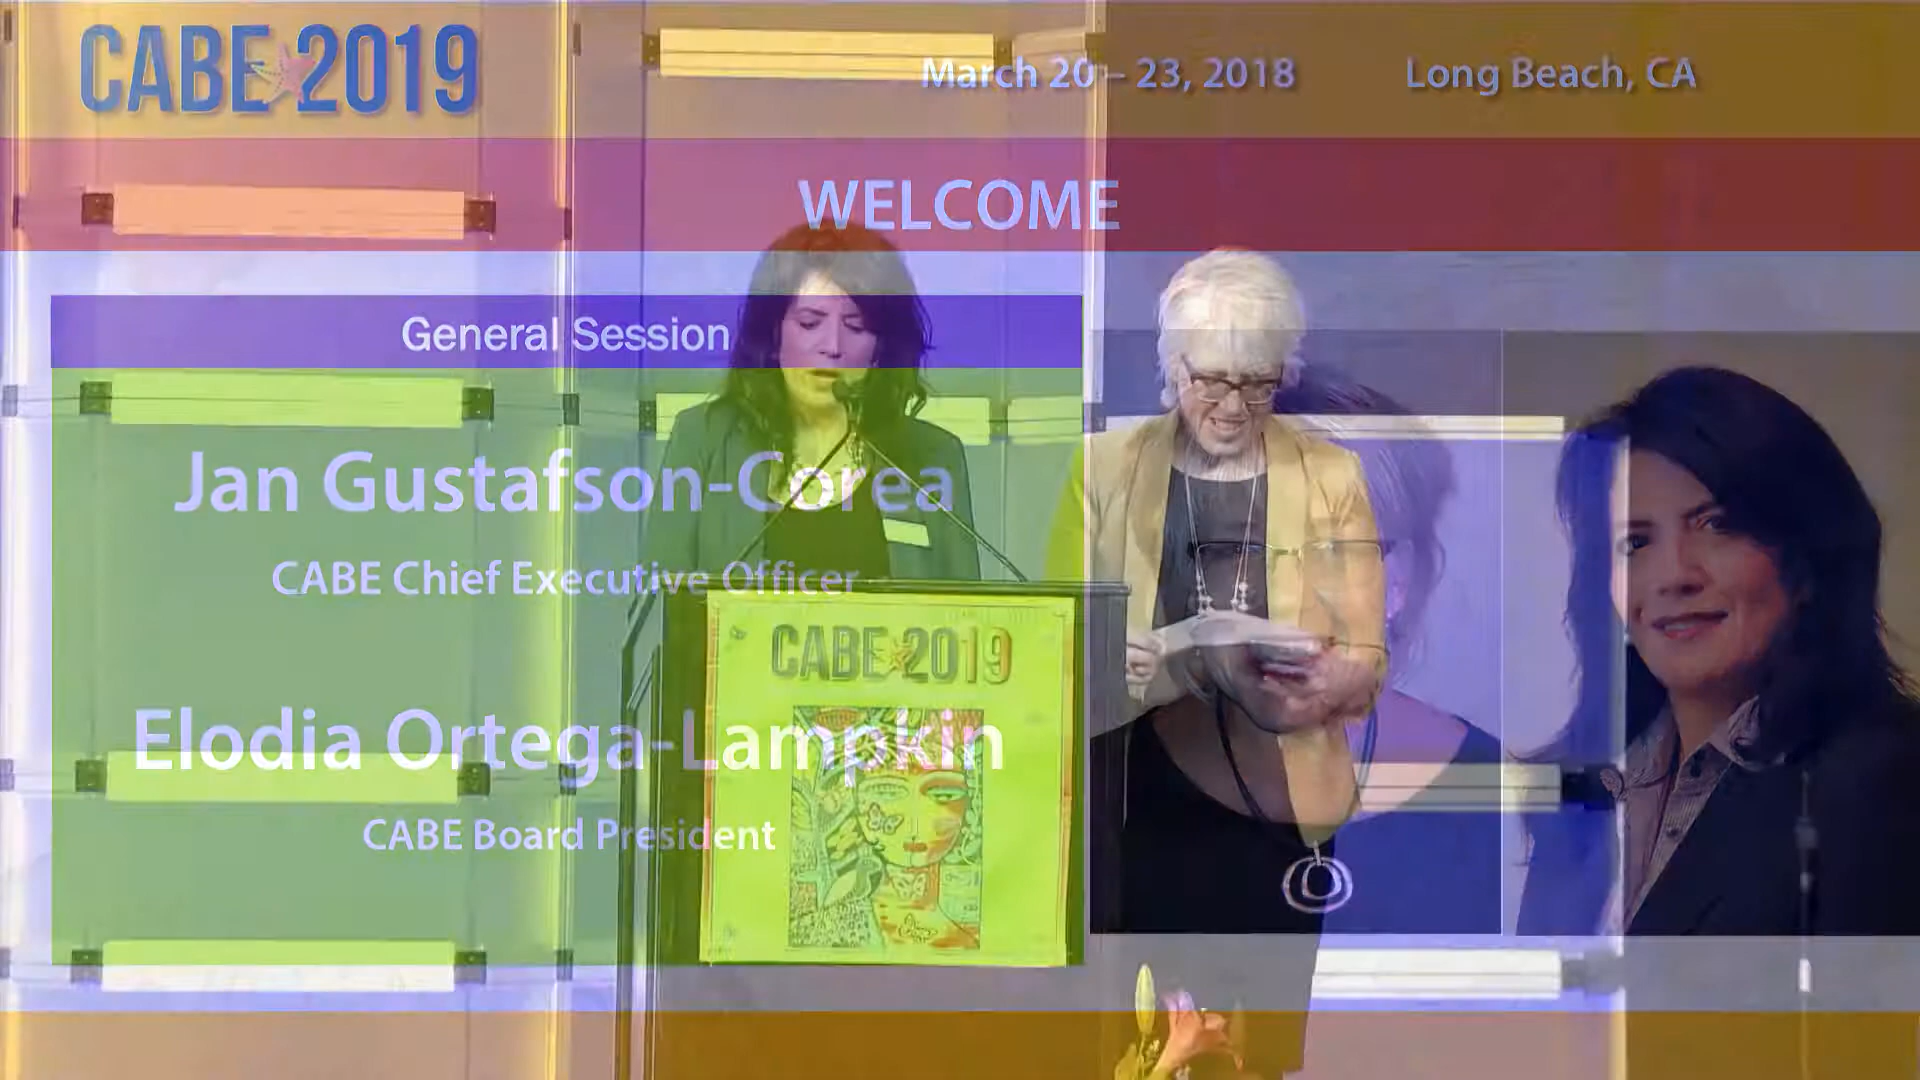 CABE 2019
March 20 – 23, 2018
Long Beach, CA
WELCOME
General Session
Jan Gustafson-Corea
CABE Chief Executive Officer
Elodia Ortega-Lampkin
CABE Board President
CABE 2019